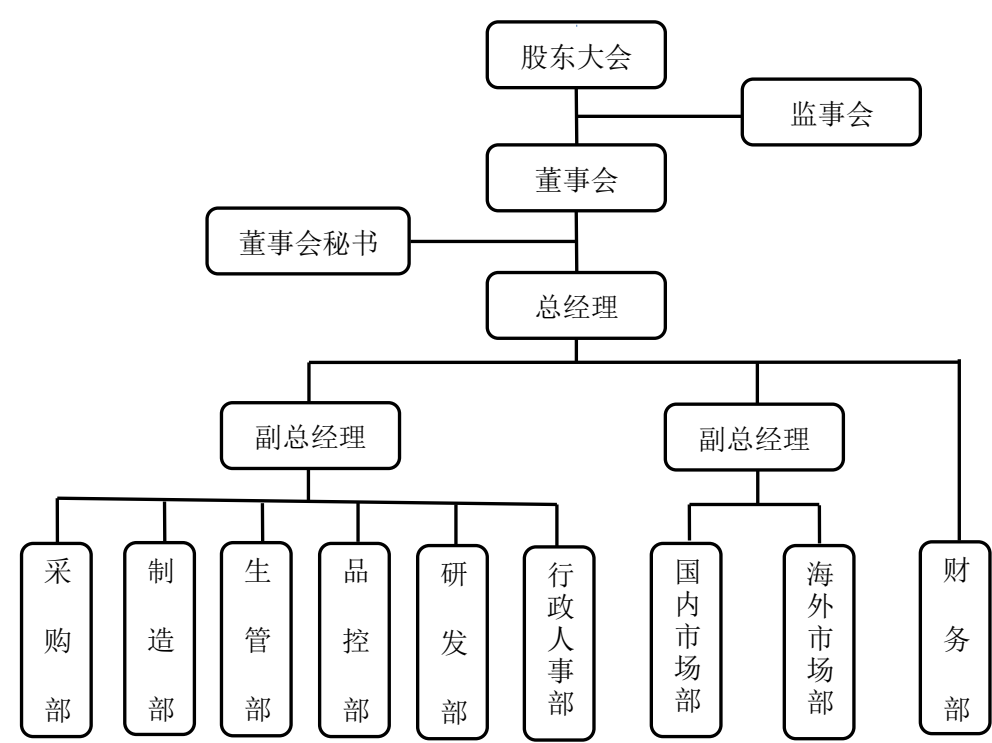 股东大会
监事会
董事会
董事会秘书
总经理
副总经理
副总经理
采购部
制造部
生管部
品控部
研发部
行政人事部
国内市场部
海外市场部
财务部